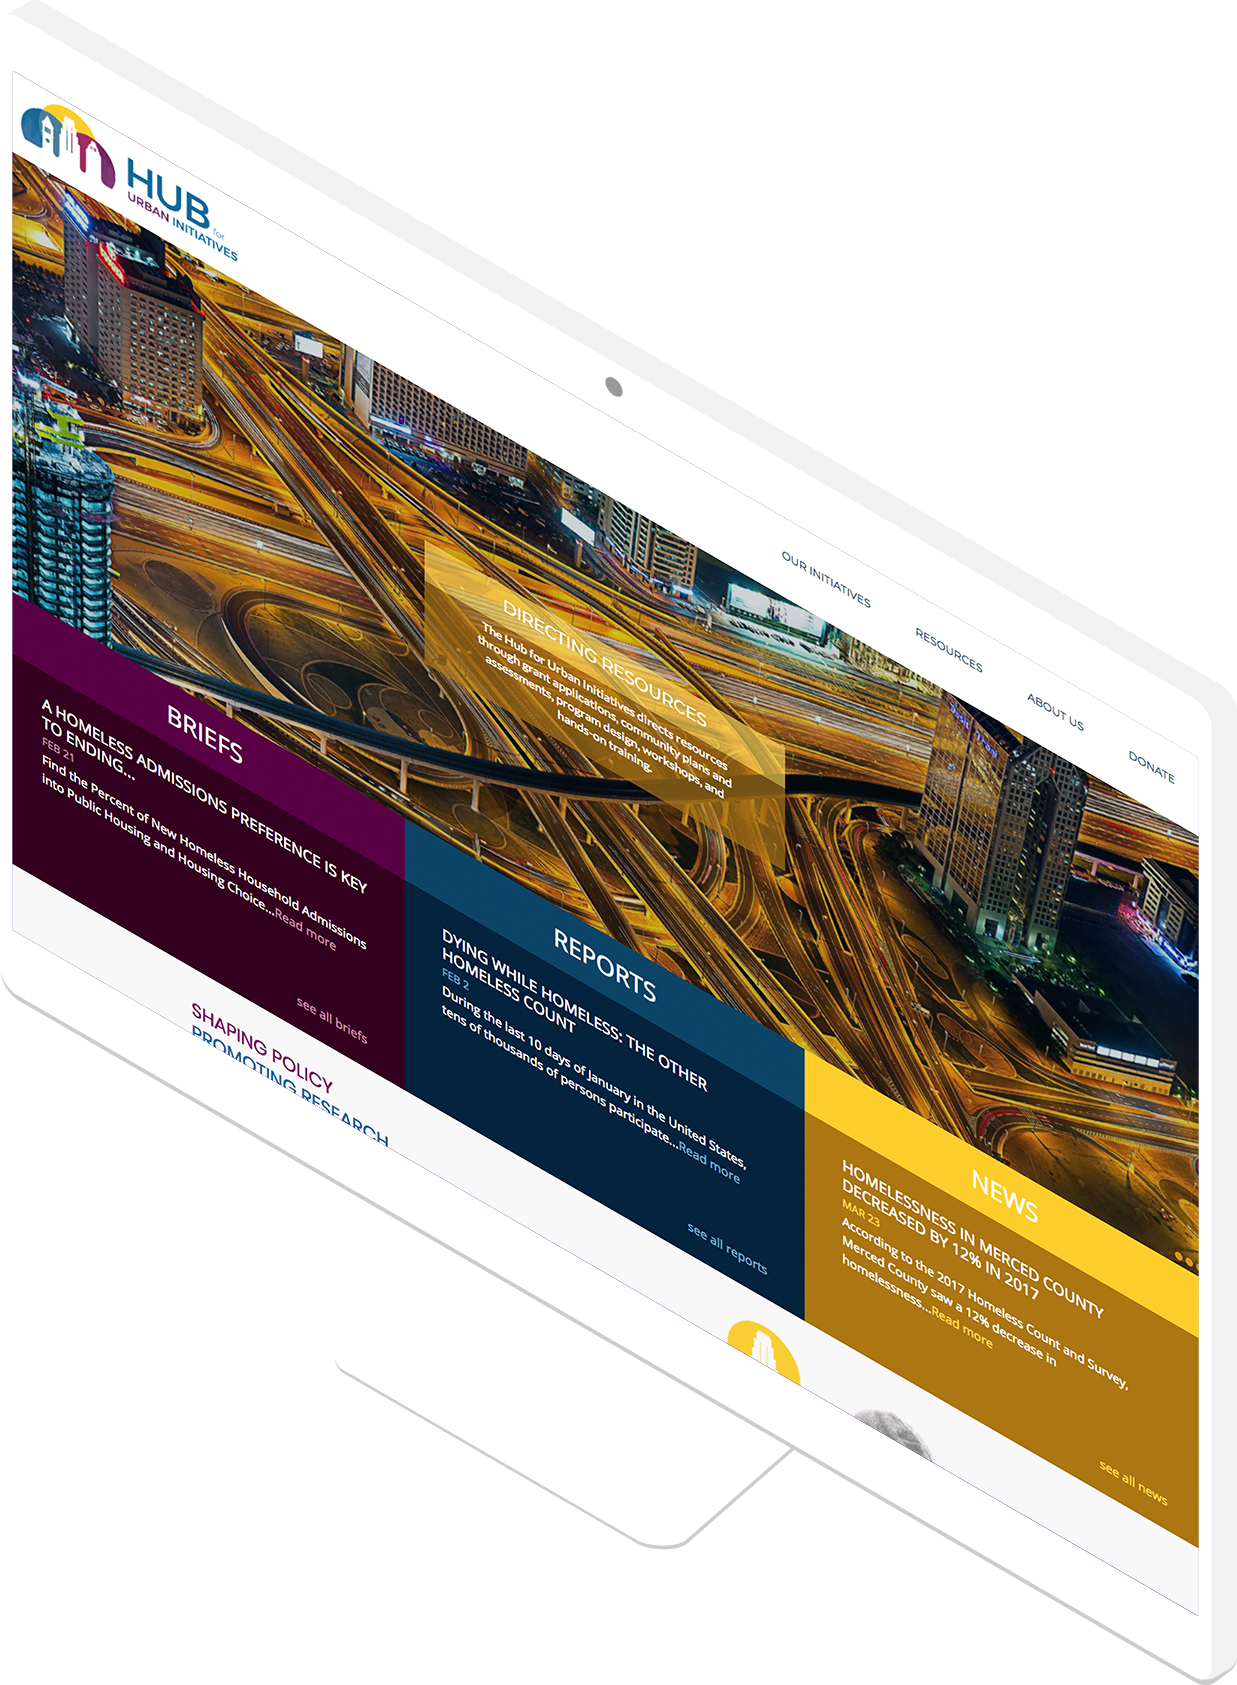 HUB
for
URBAN INITIATIVES
OUR INITIATIVES
RESOURCES
ABOUT US
DONATE
DIRECTING RESOURCES
The Hub for Urban Initiatives directs resources
through grant applications, community plans and
assessments, program design, workshops, and
hands-on training.
BRIEFS
A HOMELESS ADMISSIONS PREFERENCE IS KEY
TO ENDING...
FEB 21
Find the Percent of New Homeless Household Admissions
into Public Housing and Housing Choice...Read more
see all briefs
REPORTS
DYING WHILE HOMELESS: THE OTHER
HOMELESS COUNT
FEB 2
During the last 10 days of January in the United States,
tens of thousands of persons participate...Read more
see all reports
NEWS
HOMELESSNESS IN MERCED COUNTY
DECREASED BY 12% IN 2017
MAR 23
According to the 2017 Homeless Count and Survey,
Merced County saw a 12% decrease in
homelessness...Read more
see all news
SHAPING POLICY
PROMOTING RESEARCH